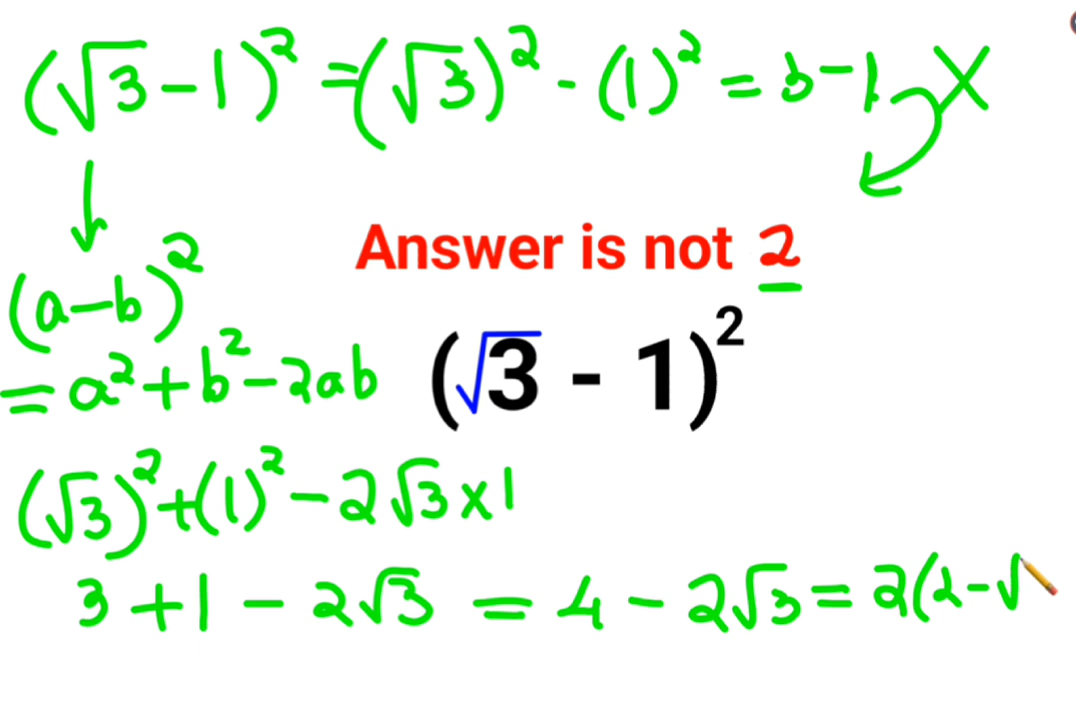 (√3-1)² = (√3)² - (1)² = 3-1 X
Answer is not 2
(a-b)²
= a²+b²-2ab
(√3 - 1)²
(√3)²+(1)²-2√3×1
3+1-2√3 = 4-2√3 = 2(2-√